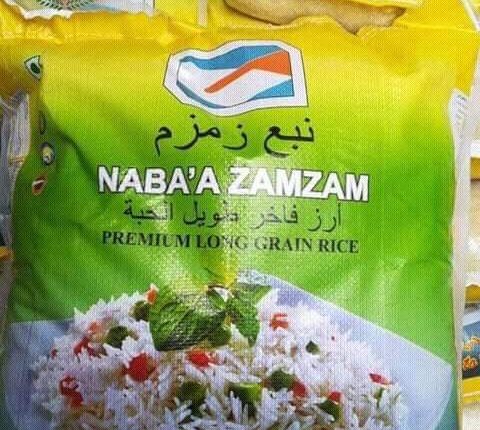 نبع زمزم
NABA'A ZAMZAM
أرز فاخر طويل الحبة
PREMIUM LONG GRAIN RICE